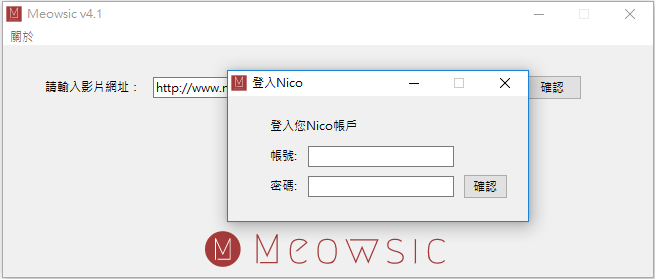 Meowsic v4.1
關於
請輸入影片網址：
http://www.
確認
登入Nico
登入您Nico帳戶
帳號:
密碼:
確認
Meowsic